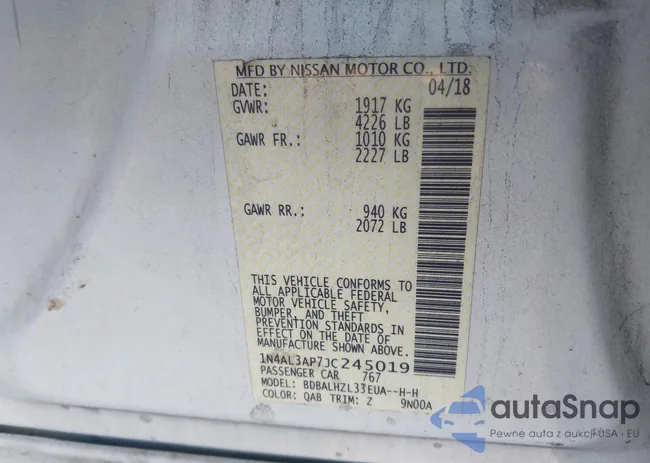 MFD BY NISSAN MOTOR CO., LTD.
DATE: 04/18
GVWR: 1917 KG
4226 LB
GAWR FR.: 1010 KG
2227 LB
GAWR RR.: 940 KG
2072 LB
THIS VEHICLE CONFORMS TO
ALL APPLICABLE FEDERAL
MOTOR VEHICLE SAFETY,
BUMPER, AND THEFT
PREVENTION STANDARDS IN
EFFECT ON THE DATE OF
MANUFACTURE SHOWN ABOVE.
1N4AL3AP7JC245019
PASSENGER CAR 767
MODEL: BDBALHZL33EUA--H-H
COLOR: QAB TRIM: Z 9N00A
autaSnap
Pewne auta z aukcji USA i EU